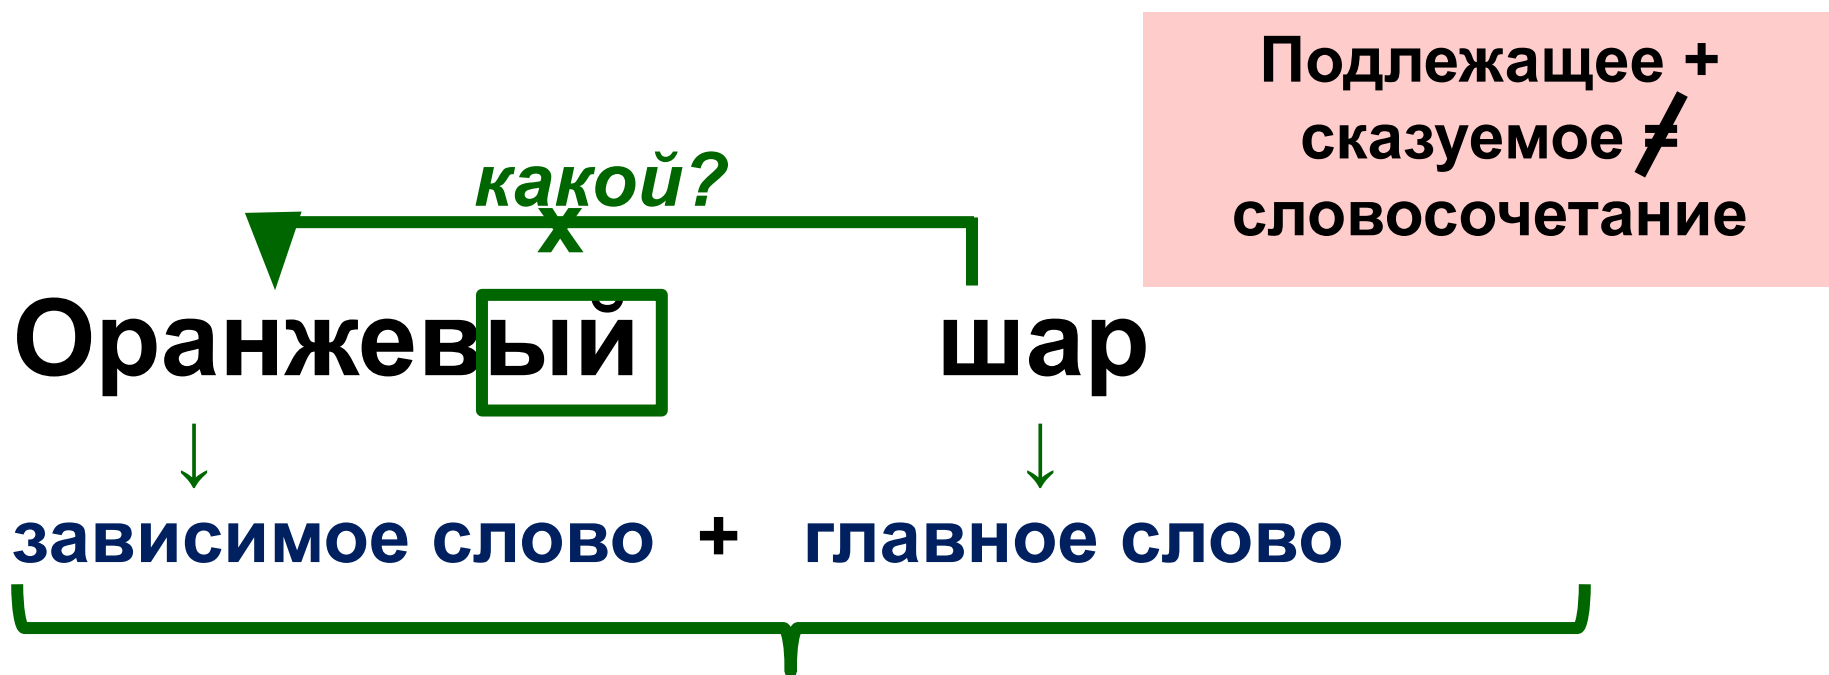 Подлежащее +
сказуемое ≠
словосочетание
какой?
х
Оранжевый шар
↓ ↓
зависимое слово + главное слово